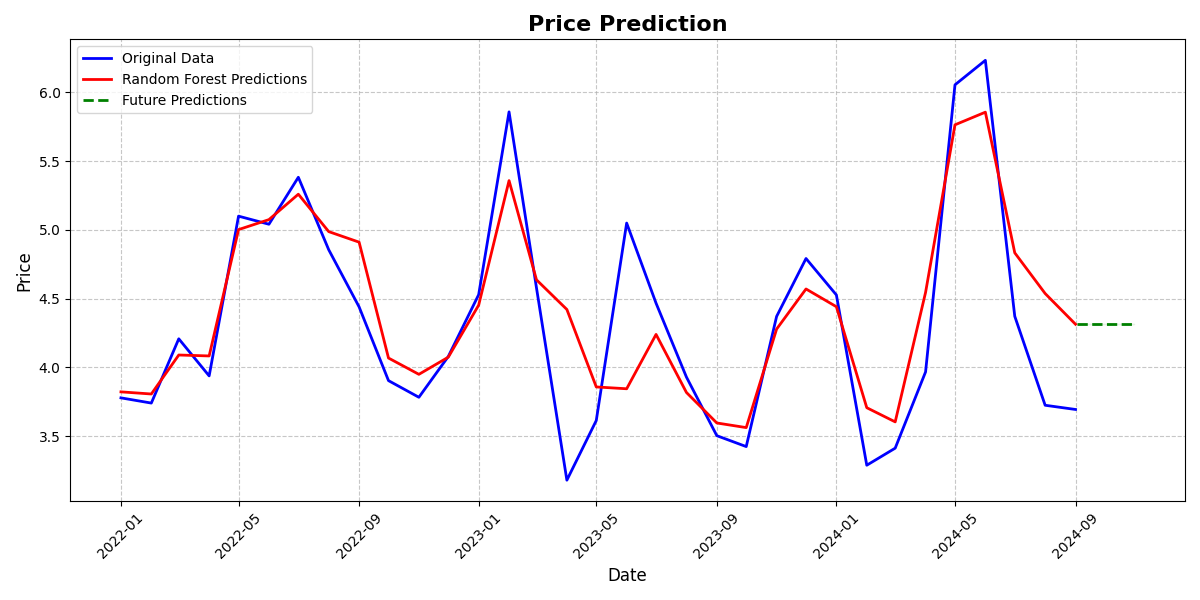 Price Prediction
Original Data
Random Forest Predictions
Future Predictions
Price
6.0
5.5
5.0
4.5
4.0
3.5
2022-01
2022-05
2022-09
2023-01
2023-05
2023-09
2024-01
2024-05
2024-09
Date